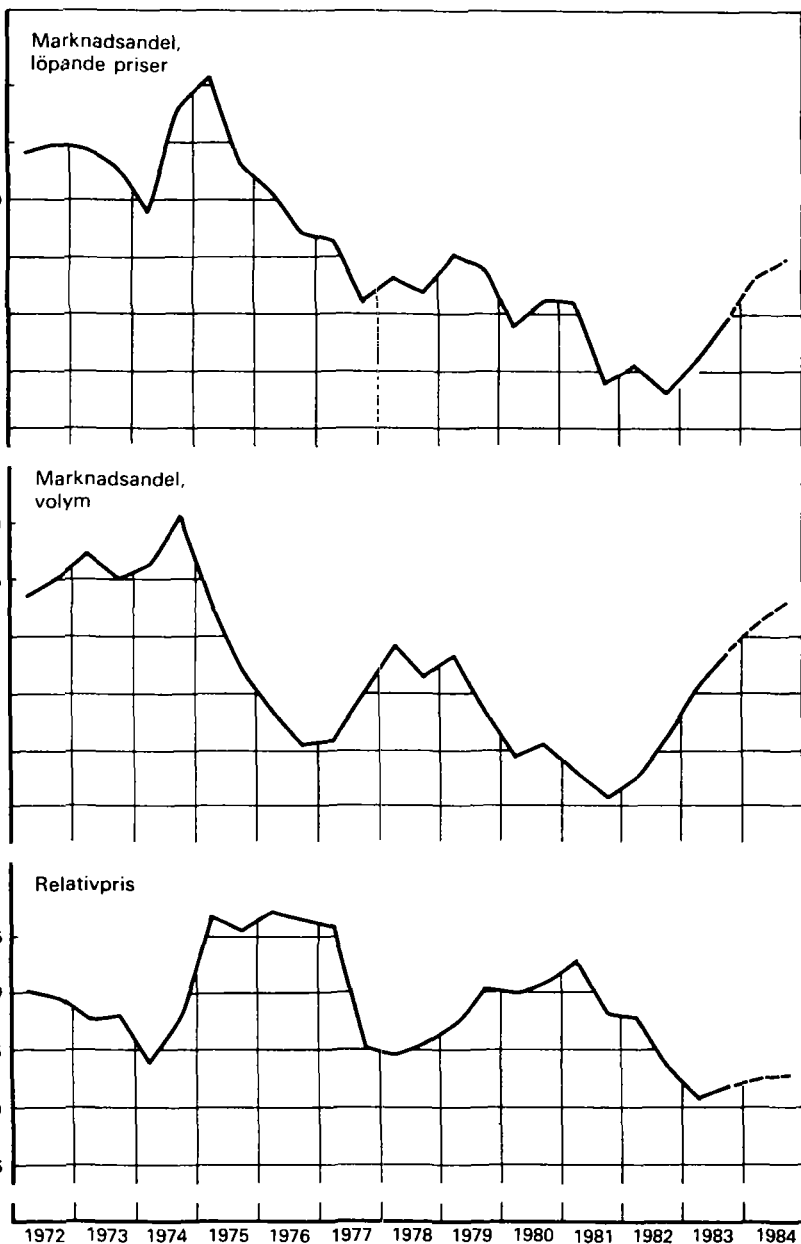 Marknadsandel,
löpande priser
Marknadsandel,
volym
Relativpris
1972 1973 1974 1975 1976 1977 1978 1979 1980 1981 1982 1983 1984